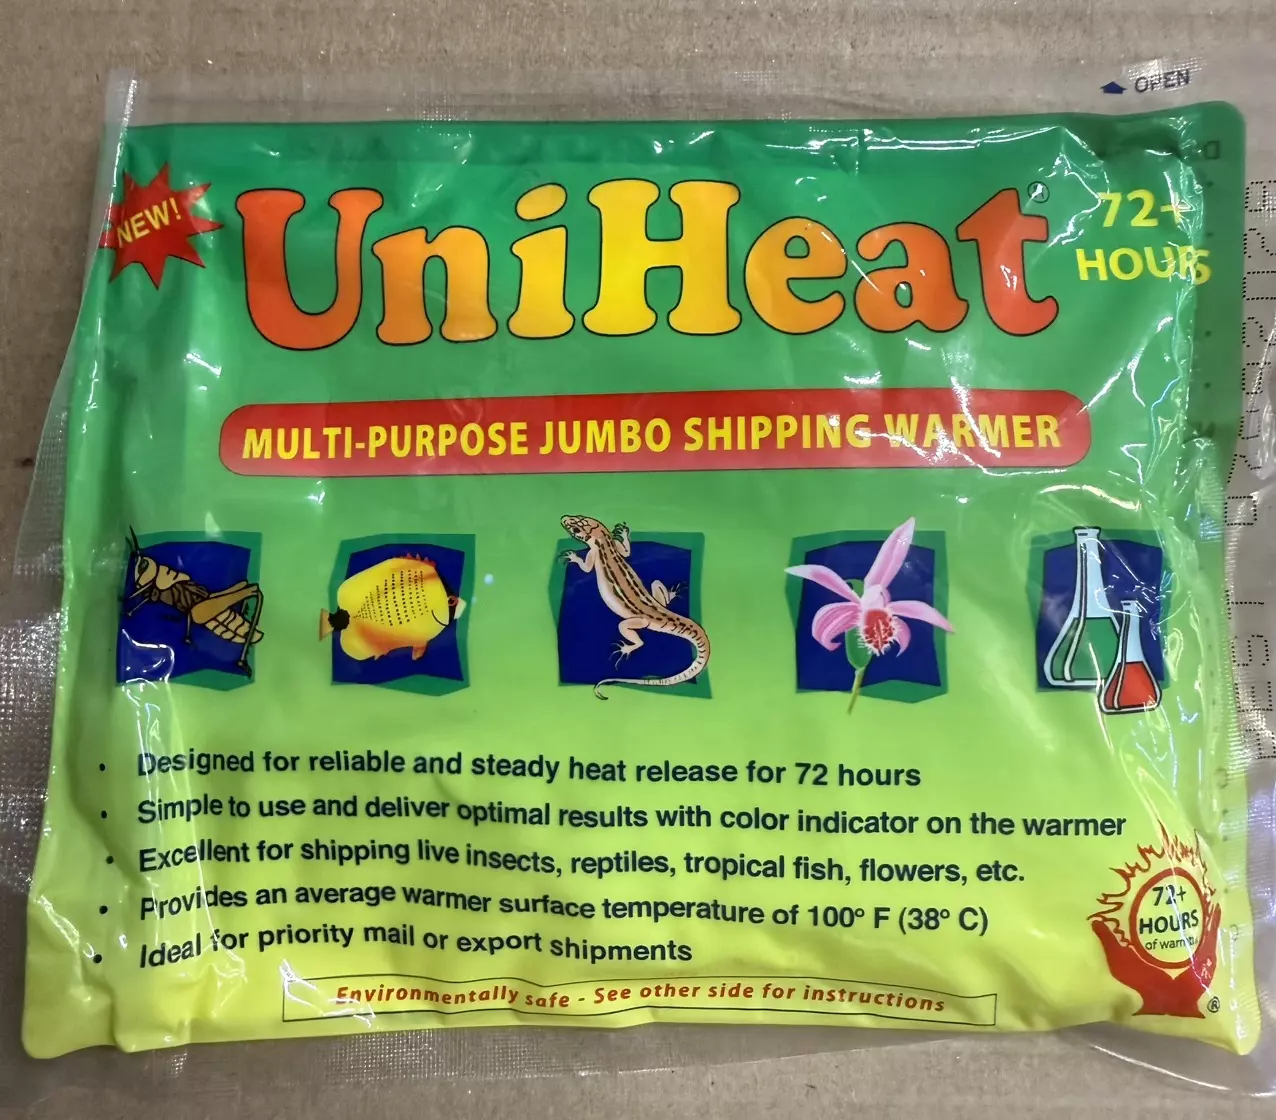 OPEN
NEW!
UniHeat®
72+
HOURS
MULTI-PURPOSE JUMBO SHIPPING WARMER
• Designed for reliable and steady heat release for 72 hours
• Simple to use and deliver optimal results with color indicator on the warmer
• Excellent for shipping live insects, reptiles, tropical fish, flowers, etc.
• Provides an average warmer surface temperature of 100° F (38° C)
• Ideal for priority mail or export shipments
72+
HOURS
of warmth
®
Environmentally safe - See other side for instructions